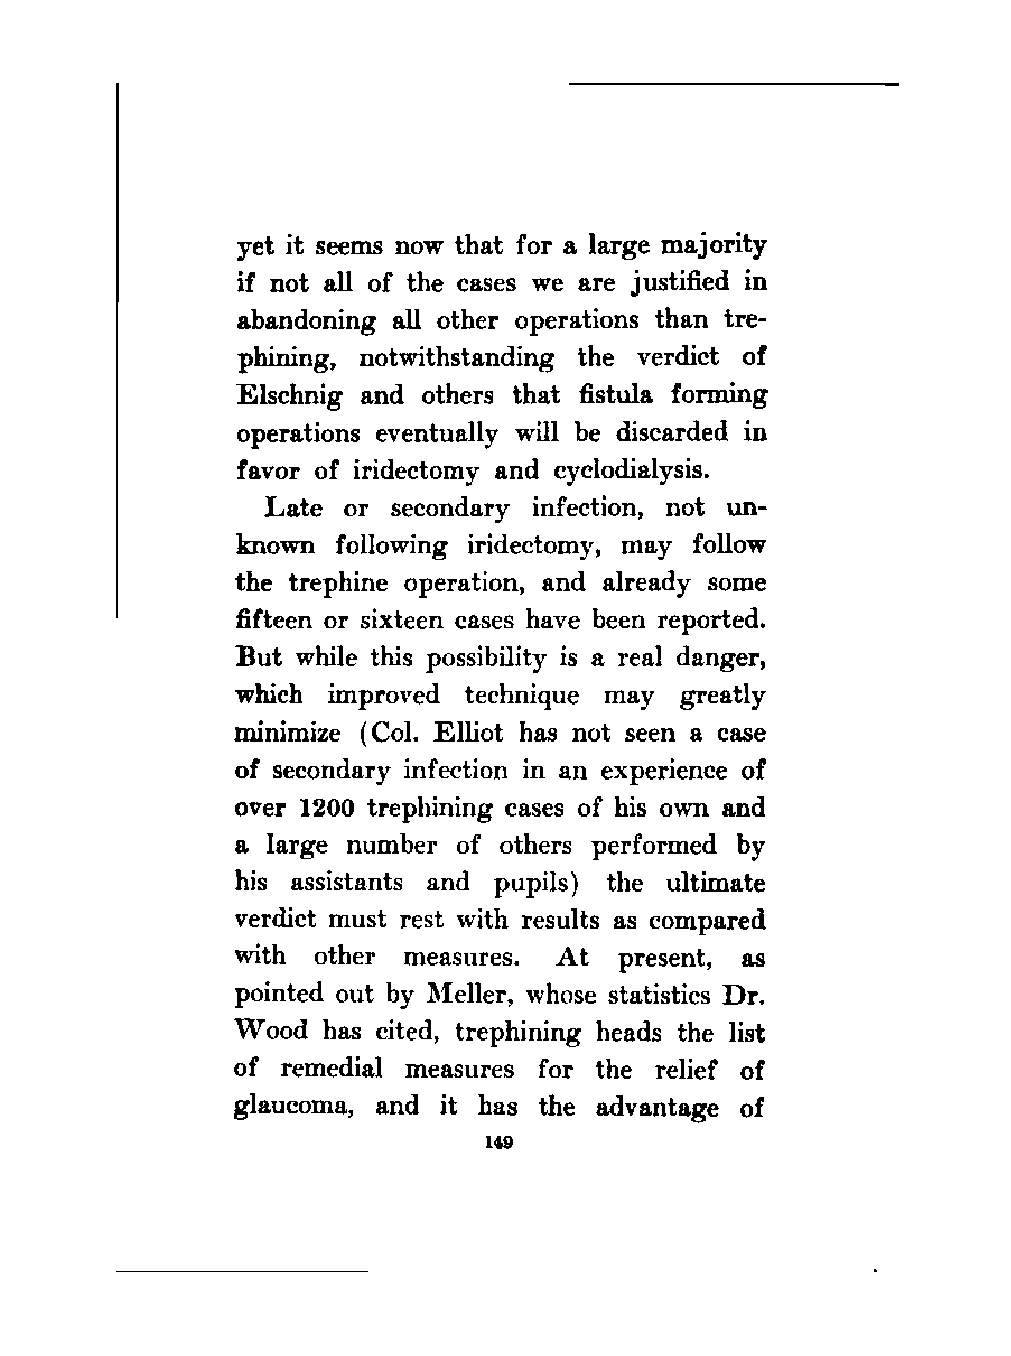 yet it seems now that for a large majority
if not all of the cases we are justified in
abandoning all other operations than tre-
phining, notwithstanding the verdict of
Elschnig and others that fistula forming
operations eventually will be discarded in
favor of iridectomy and cyclodialysis.
Late or secondary infection, not un-
known following iridectomy, may follow
the trephine operation, and already some
fifteen or sixteen cases have been reported.
But while this possibility is a real danger,
which improved technique may greatly
minimize (Col. Elliot has not seen a case
of secondary infection in an experience of
over 1200 trephining cases of his own and
a large number of others performed by
his assistants and pupils) the ultimate
verdict must rest with results as compared
with other measures. At present, as
pointed out by Meller, whose statistics Dr.
Wood has cited, trephining heads the list
of remedial measures for the relief of
glaucoma, and it has the advantage of
149